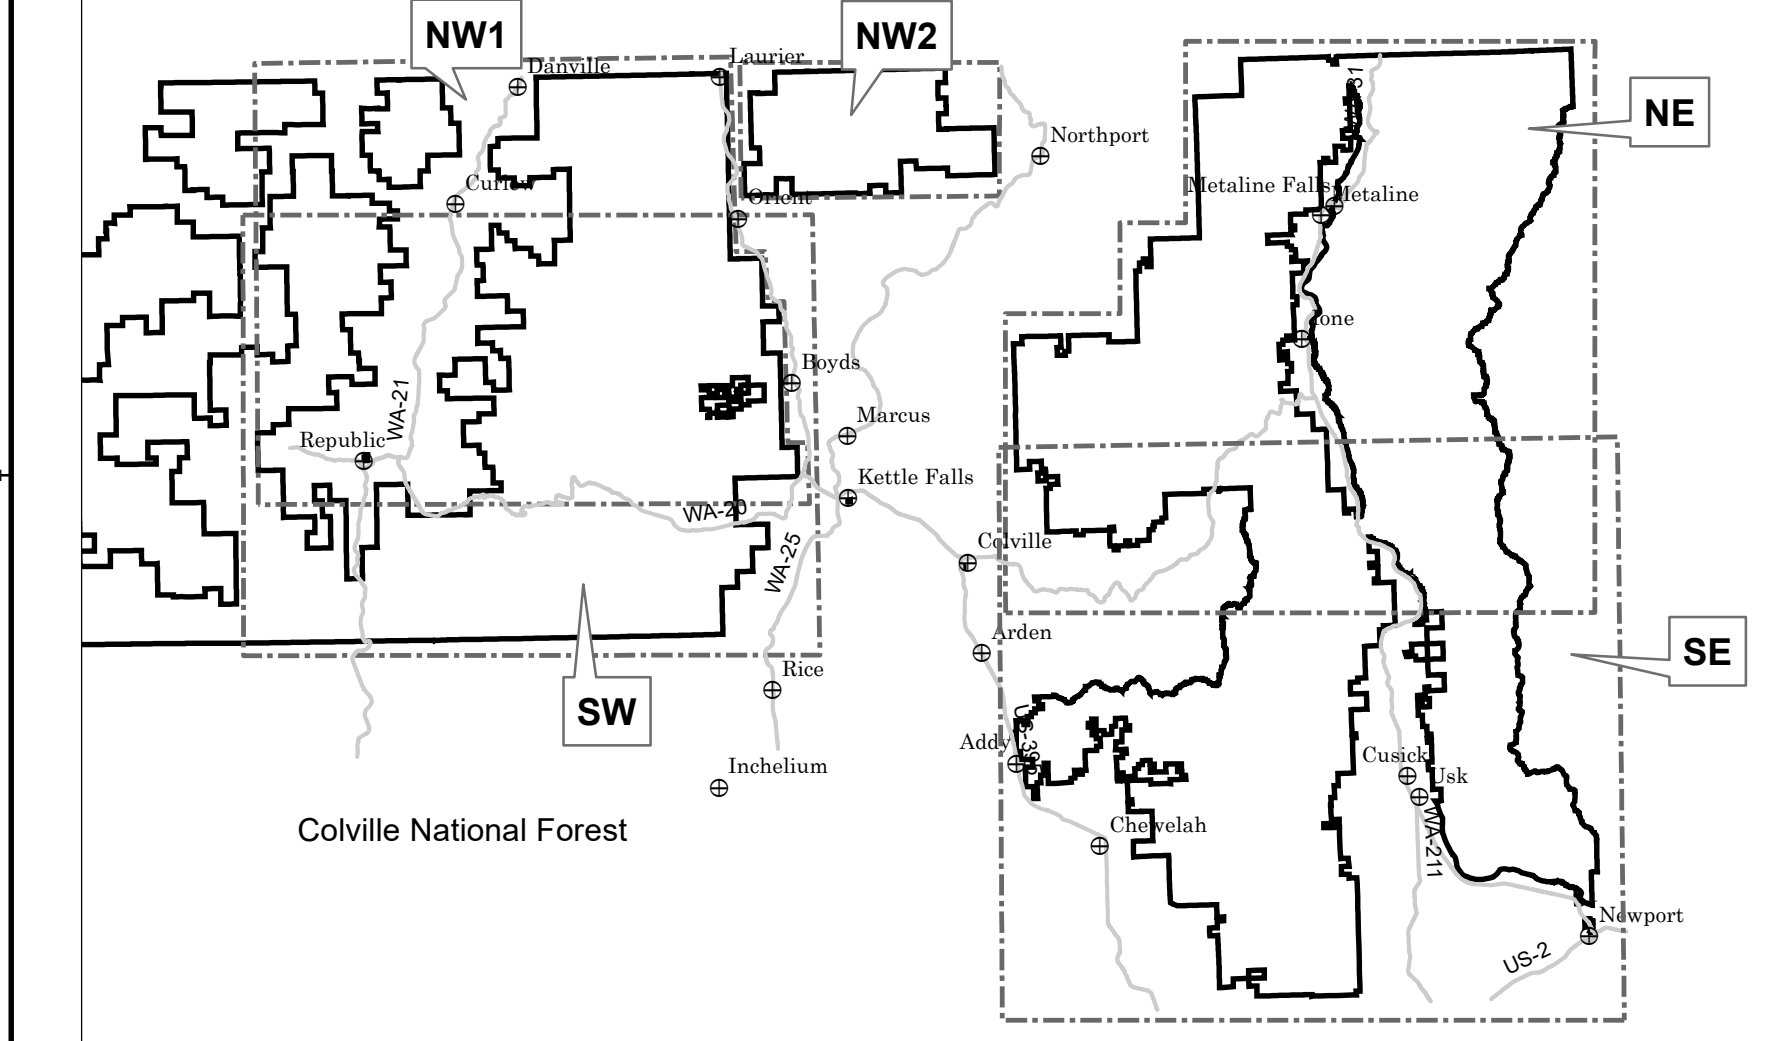 NW1
NW2
Danville
Laurier
NE
Northport
Curlew
Orient
Metaline Falls
Metaline
Ione
Boyds
WA-21
Marcus
Republic
Kettle Falls
WA-20
WA-25
Colville
Arden
SE
Rice
SW
US-395
Addy
Inchelium
Cusick
Usk
Chewelah
WA-211
Colville National Forest
Newport
US-2